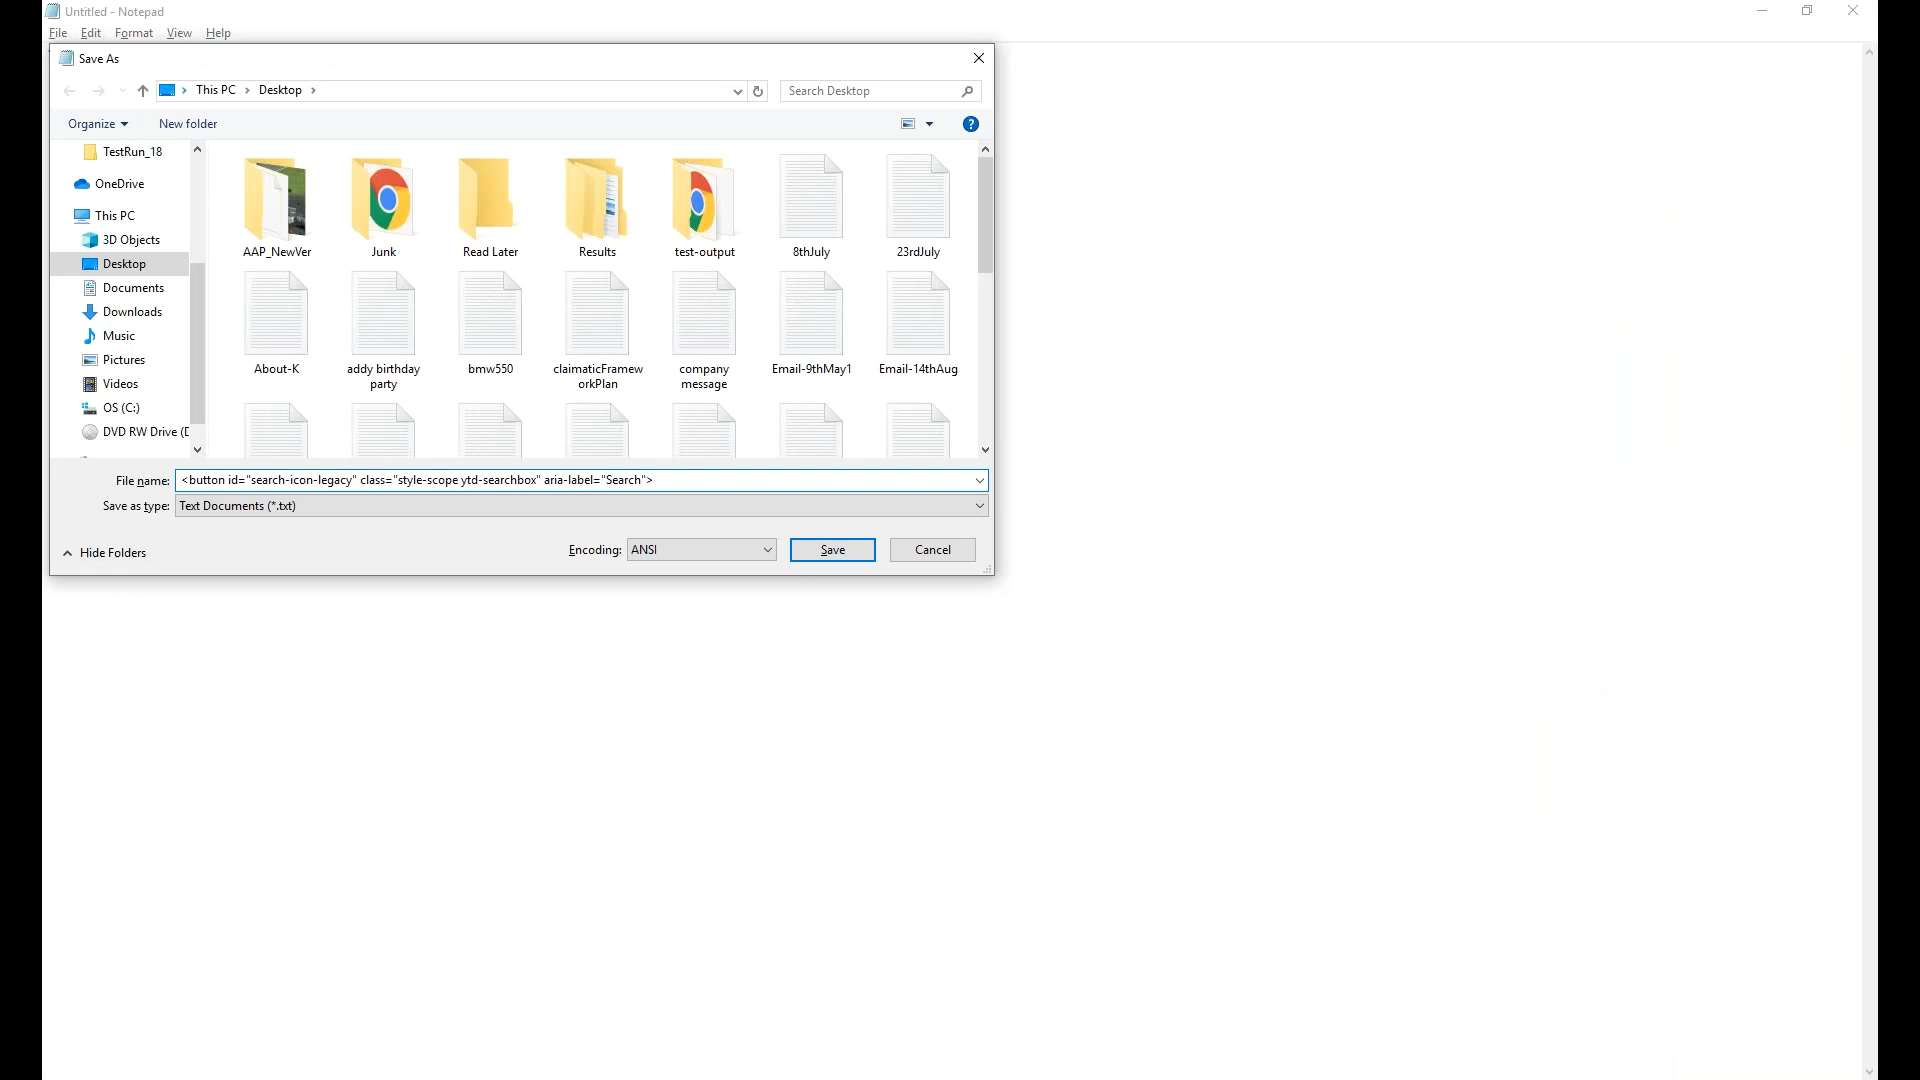 Untitled - Notepad
File Edit Format View Help
Save As
This PC Desktop
Search Desktop
Organize New folder
TestRun_18
OneDrive
This PC
3D Objects
Desktop
Documents
Downloads
Music
Pictures
Videos
OS (C:)
DVD RW Drive (D
AAP_NewVer Junk Read Later Results test-output 8thJuly 23rdJuly
About-K addy birthday party bmw550 claimaticFrameworkPlan company message Email-9thMay1 Email-14thAug
File name: <button id="search-icon-legacy" class="style-scope ytd-searchbox" aria-label="Search">
Save as type: Text Documents (*.txt)
Hide Folders Encoding: ANSI Save Cancel